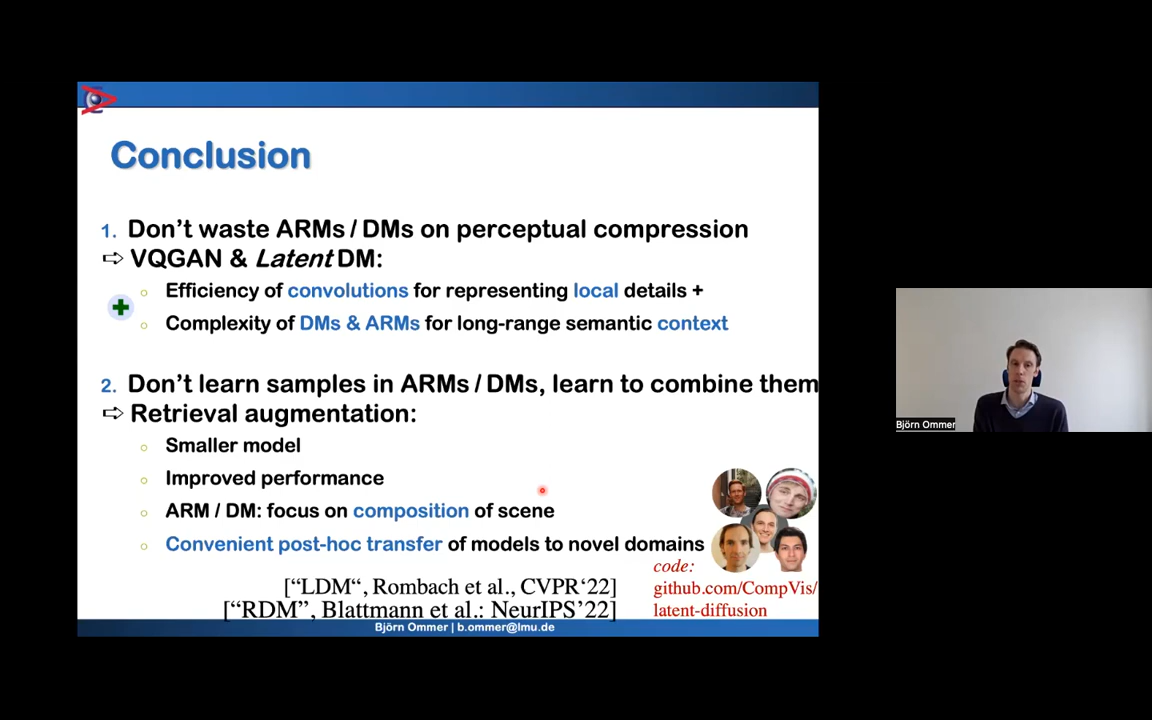 Conclusion
1. Don't waste ARMs / DMs on perceptual compression
⇨ VQGAN & Latent DM:
○ Efficiency of convolutions for representing local details +
○ Complexity of DMs & ARMs for long-range semantic context
2. Don't learn samples in ARMs / DMs, learn to combine them
⇨ Retrieval augmentation:
○ Smaller model
○ Improved performance
○ ARM / DM: focus on composition of scene
○ Convenient post-hoc transfer of models to novel domains
[“LDM“, Rombach et al., CVPR‘22]
[“RDM”, Blattmann et al.: NeurIPS’22]
code:
github.com/CompVis/
latent-diffusion
Björn Ommer | b.ommer@lmu.de
Björn Ommer